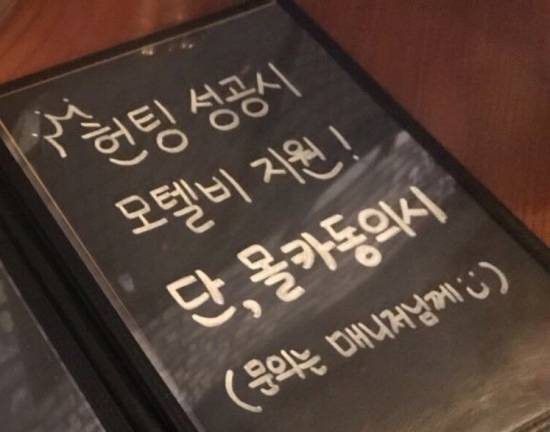 헌팅 성공시
모텔비 지원!
단, 몰카동의시
(문의는 매니저님께 :))